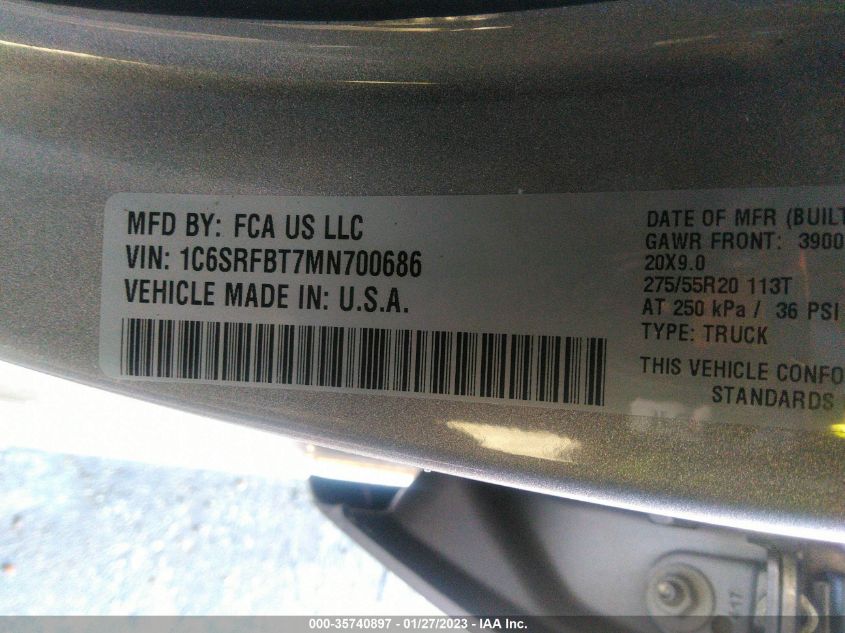 MFD BY: FCA US LLC
VIN: 1C6SRFBT7MN700686
VEHICLE MADE IN: U.S.A.
DATE OF MFR (BUILT
GAWR FRONT: 3900
20X9.0
275/55R20 113T
AT 250 kPa / 36 PSI
TYPE: TRUCK
THIS VEHICLE CONFO
STANDARDS
000-35740897 - 01/27/2023 - IAA Inc.